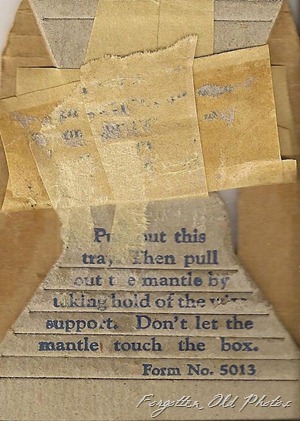 out this
Then pull
out the mantle by
taking hold of the
support. Don't let the
mantle touch the box.
Form No. 5013
Forgotten Old Photos